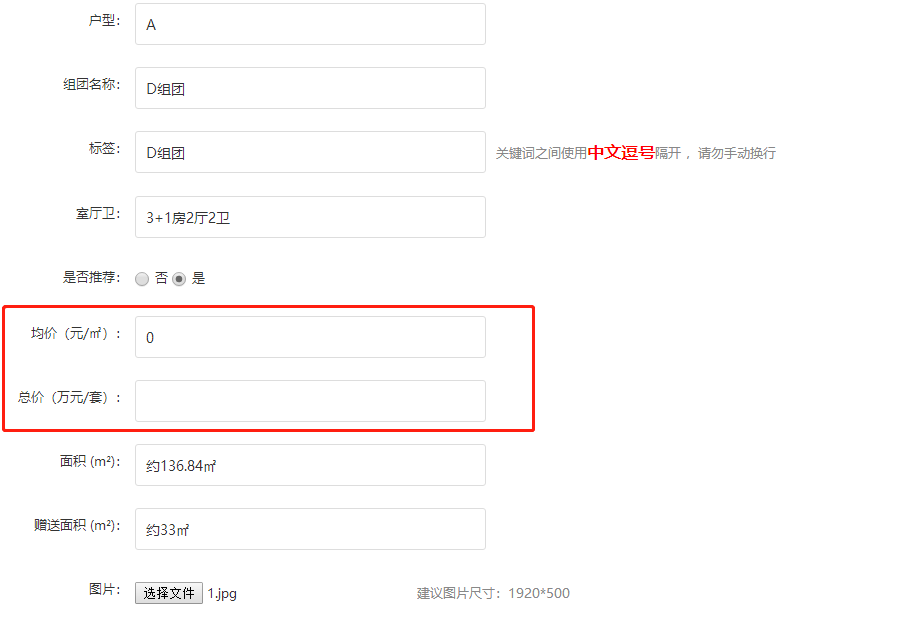 户型： A
组团名称： D组团
标签： D组团 关键词之间使用中文逗号隔开 ，请勿手动换行
室厅卫： 3+1房2厅2卫
是否推荐： 否 是
均价（元/㎡）： 0
总价（万元/套）：
面积 (m²)： 约136.84㎡
赠送面积 (m²)： 约33㎡
图片： 选择文件 1.jpg 建议图片尺寸：1920*500